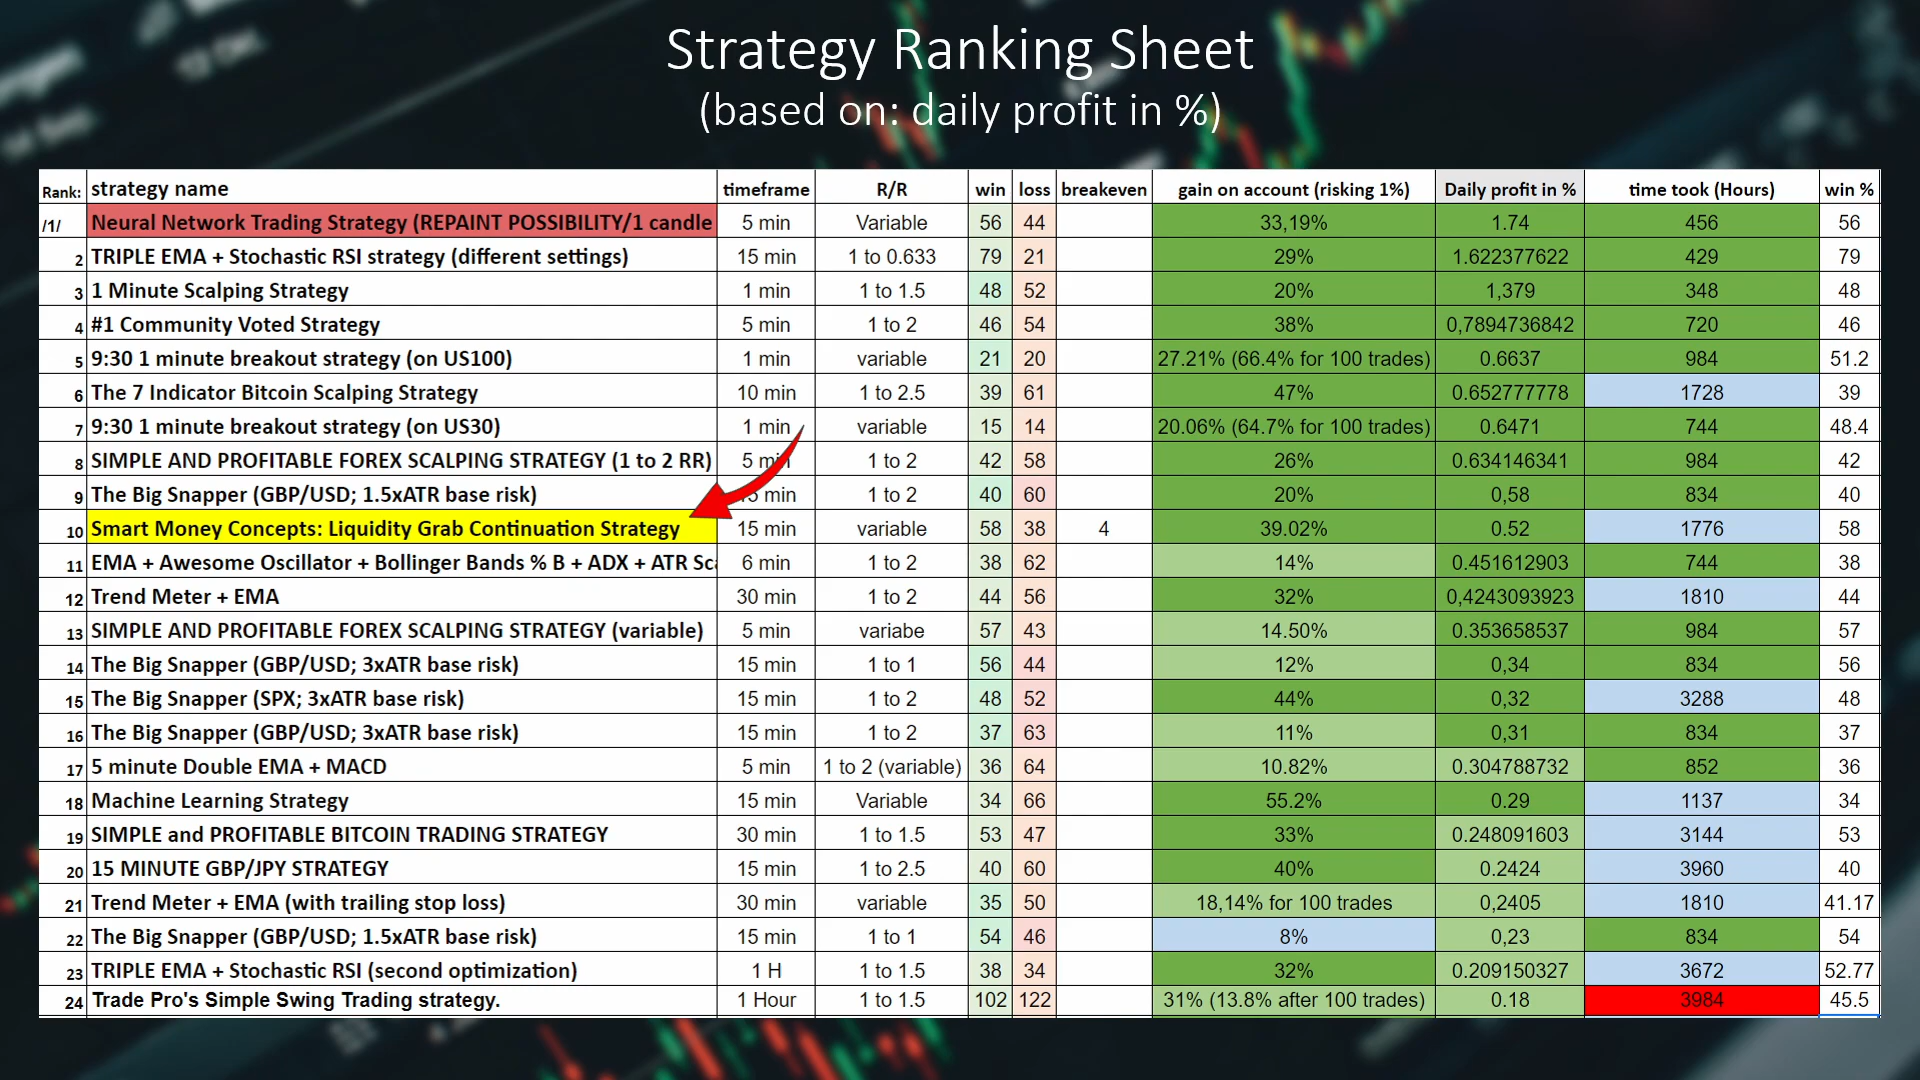 Strategy Ranking Sheet
(based on: daily profit in %)
Rank: strategy name timeframe R/R win loss breakeven gain on account (risking 1%) Daily profit in % time took (Hours) win %
/1/ Neural Network Trading Strategy (REPAINT POSSIBILITY/1 candle 5 min Variable 56 44 33,19% 1.74 456 56
2 TRIPLE EMA + Stochastic RSI strategy (different settings) 15 min 1 to 0.633 79 21 29% 1.622377622 429 79
3 1 Minute Scalping Strategy 1 min 1 to 1.5 48 52 20% 1,379 348 48
4 #1 Community Voted Strategy 5 min 1 to 2 46 54 38% 0,7894736842 720 46
5 9:30 1 minute breakout strategy (on US100) 1 min variable 21 20 27.21% (66.4% for 100 trades) 0.6637 984 51.2
6 The 7 Indicator Bitcoin Scalping Strategy 10 min 1 to 2.5 39 61 47% 0.652777778 1728 39
7 9:30 1 minute breakout strategy (on US30) 1 min variable 15 14 20.06% (64.7% for 100 trades) 0.6471 744 48.4
8 SIMPLE AND PROFITABLE FOREX SCALPING STRATEGY (1 to 2 RR) 5 min 1 to 2 42 58 26% 0.634146341 984 42
9 The Big Snapper (GBP/USD; 1.5xATR base risk) min 1 to 2 40 60 20% 0,58 834 40
10 Smart Money Concepts: Liquidity Grab Continuation Strategy 15 min variable 58 38 4 39.02% 0.52 1776 58
11 EMA + Awesome Oscillator + Bollinger Bands % B + ADX + ATR Sca 6 min 1 to 2 38 62 14% 0.451612903 744 38
12 Trend Meter + EMA 30 min 1 to 2 44 56 32% 0,4243093923 1810 44
13 SIMPLE AND PROFITABLE FOREX SCALPING STRATEGY (variable) 5 min variabe 57 43 14.50% 0.353658537 984 57
14 The Big Snapper (GBP/USD; 3xATR base risk) 15 min 1 to 1 56 44 12% 0,34 834 56
15 The Big Snapper (SPX; 3xATR base risk) 15 min 1 to 2 48 52 44% 0,32 3288 48
16 The Big Snapper (GBP/USD; 3xATR base risk) 15 min 1 to 2 37 63 11% 0,31 834 37
17 5 minute Double EMA + MACD 5 min 1 to 2 (variable) 36 64 10.82% 0.304788732 852 36
18 Machine Learning Strategy 15 min Variable 34 66 55.2% 0.29 1137 34
19 SIMPLE and PROFITABLE BITCOIN TRADING STRATEGY 30 min 1 to 1.5 53 47 33% 0.248091603 3144 53
20 15 MINUTE GBP/JPY STRATEGY 15 min 1 to 2.5 40 60 40% 0.2424 3960 40
21 Trend Meter + EMA (with trailing stop loss) 30 min variable 35 50 18,14% for 100 trades 0,2405 1810 41.17
22 The Big Snapper (GBP/USD; 1.5xATR base risk) 15 min 1 to 1 54 46 8% 0,23 834 54
23 TRIPLE EMA + Stochastic RSI (second optimization) 1 H 1 to 1.5 38 34 32% 0.209150327 3672 52.77
24 Trade Pro's Simple Swing Trading strategy. 1 Hour 1 to 1.5 102 122 31% (13.8% after 100 trades) 0.18 3984 45.5